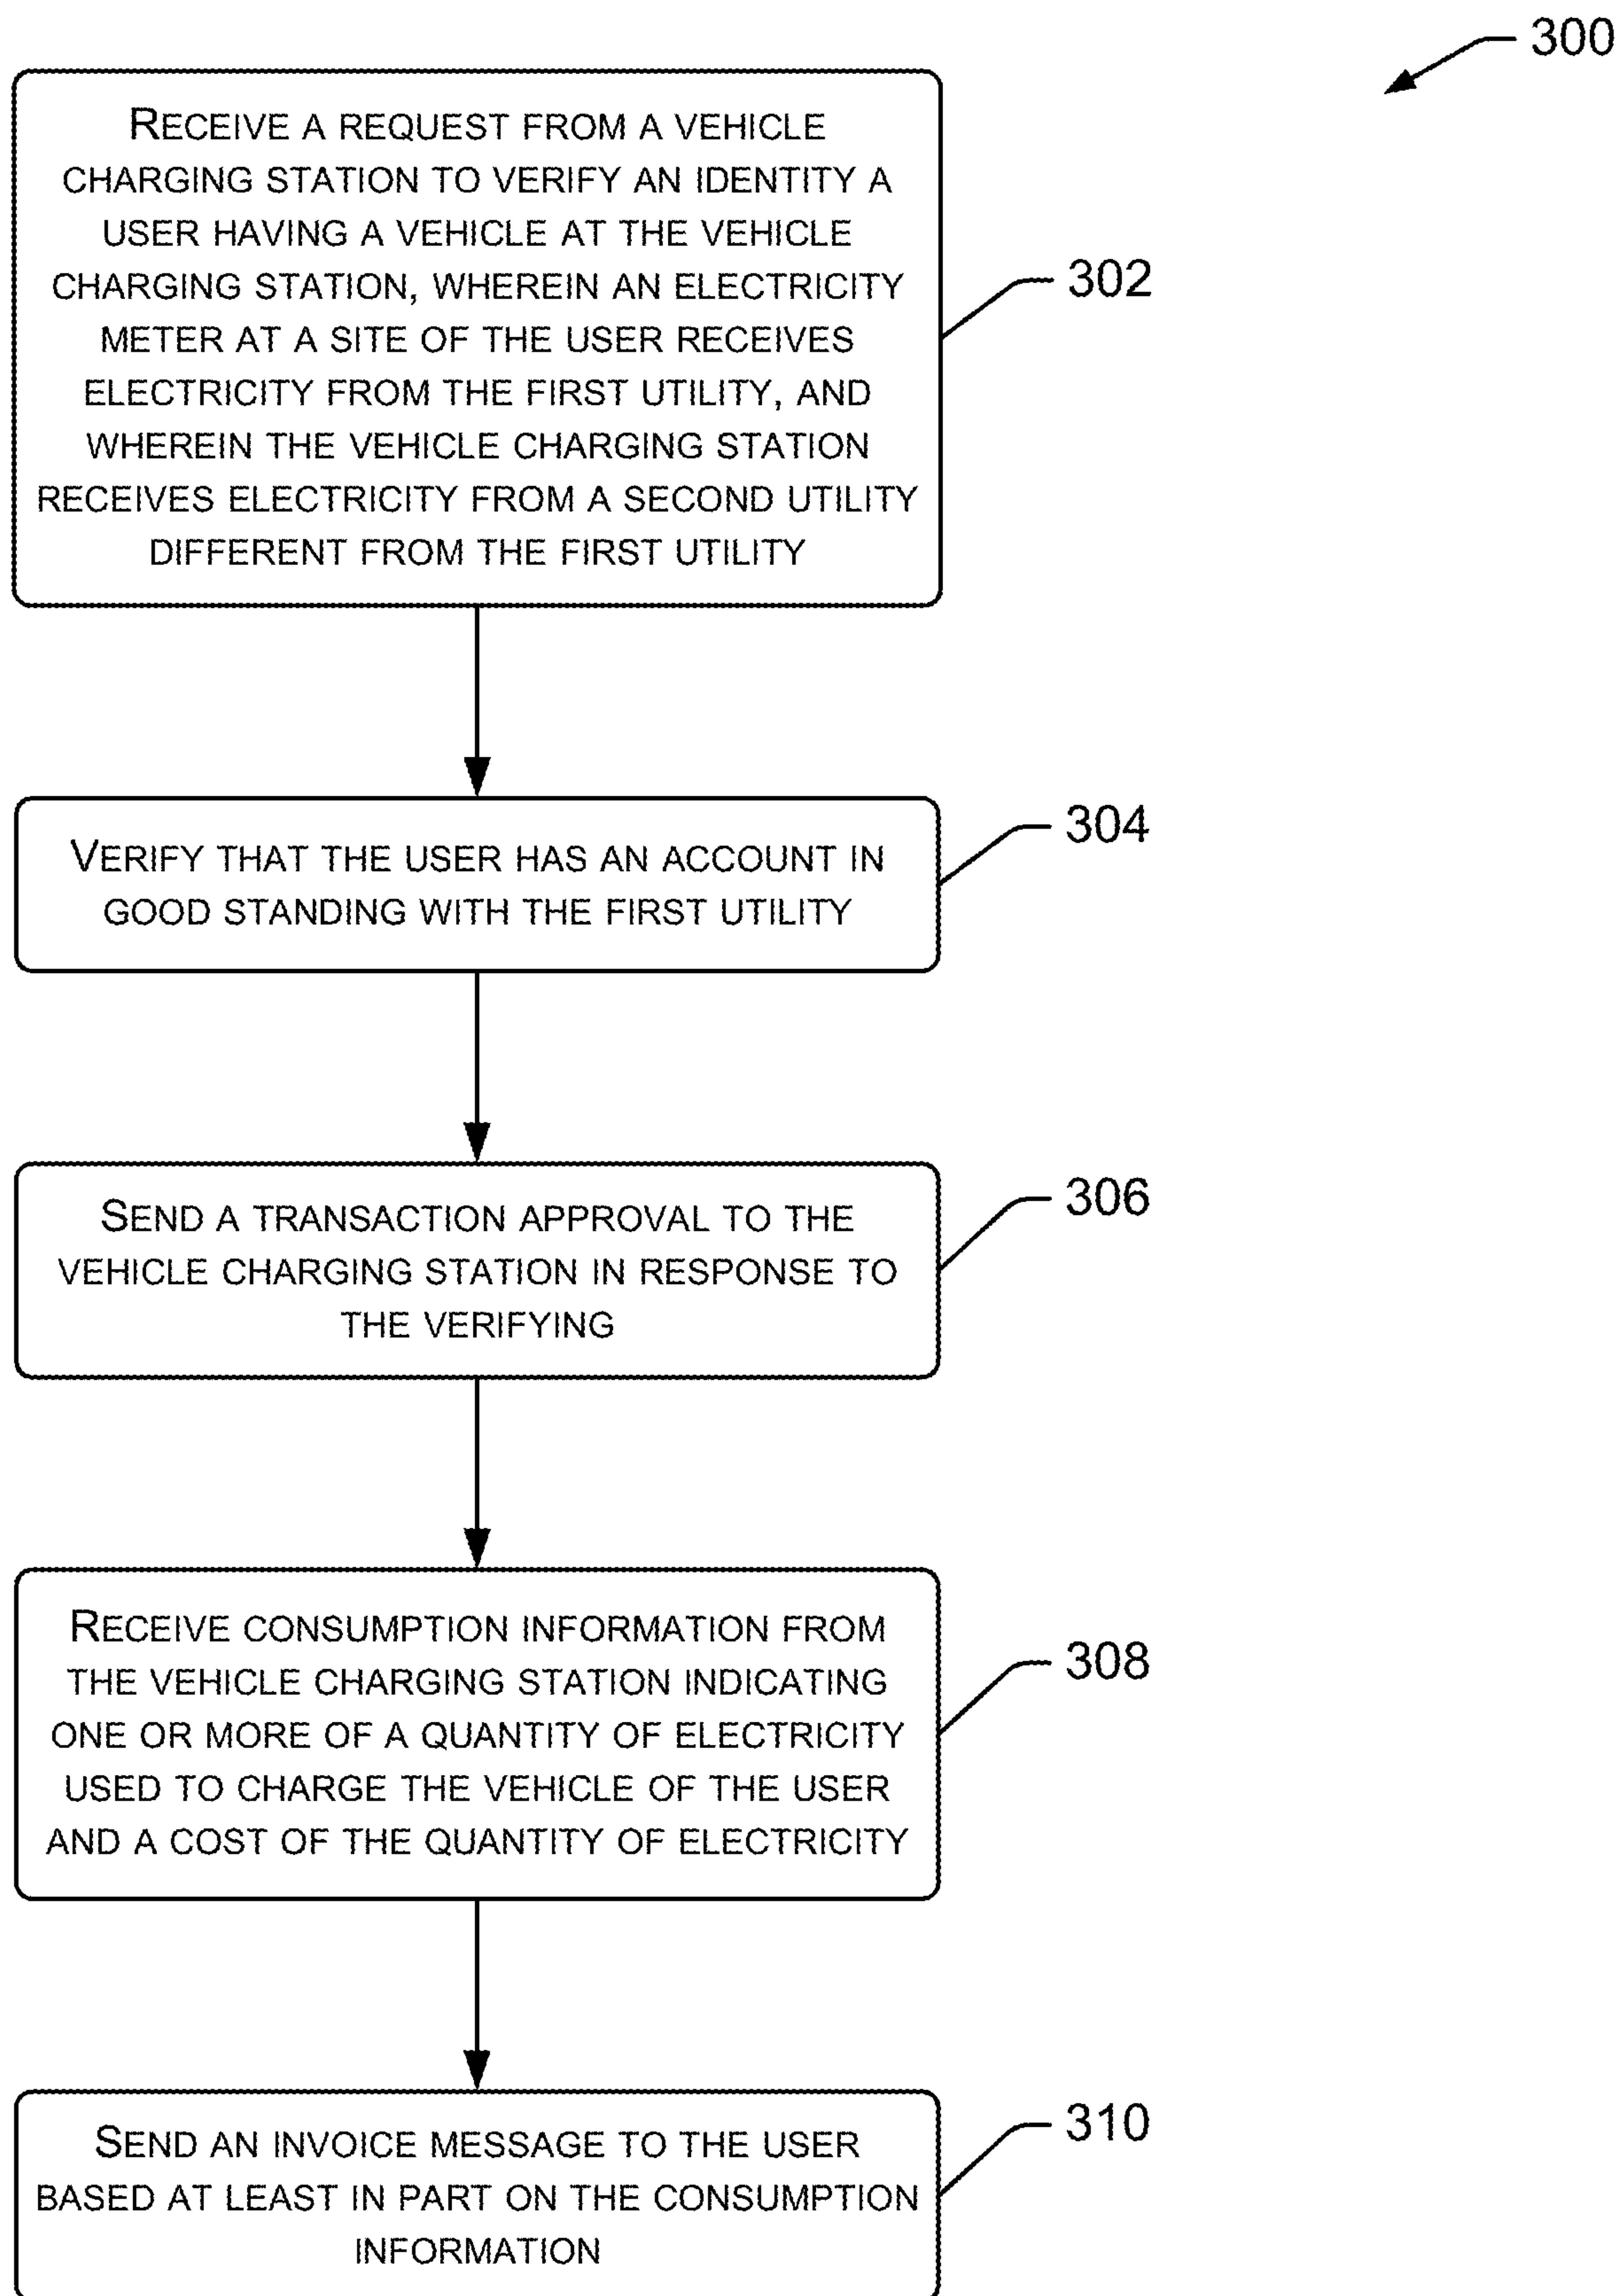 300
RECEIVE A REQUEST FROM A VEHICLE
CHARGING STATION TO VERIFY AN IDENTITY A
USER HAVING A VEHICLE AT THE VEHICLE
CHARGING STATION, WHEREIN AN ELECTRICITY
METER AT A SITE OF THE USER RECEIVES
ELECTRICITY FROM THE FIRST UTILITY, AND
WHEREIN THE VEHICLE CHARGING STATION
RECEIVES ELECTRICITY FROM A SECOND UTILITY
DIFFERENT FROM THE FIRST UTILITY
302
VERIFY THAT THE USER HAS AN ACCOUNT IN
GOOD STANDING WITH THE FIRST UTILITY
304
SEND A TRANSACTION APPROVAL TO THE
VEHICLE CHARGING STATION IN RESPONSE TO
THE VERIFYING
306
RECEIVE CONSUMPTION INFORMATION FROM
THE VEHICLE CHARGING STATION INDICATING
ONE OR MORE OF A QUANTITY OF ELECTRICITY
USED TO CHARGE THE VEHICLE OF THE USER
AND A COST OF THE QUANTITY OF ELECTRICITY
308
SEND AN INVOICE MESSAGE TO THE USER
BASED AT LEAST IN PART ON THE CONSUMPTION
INFORMATION
310